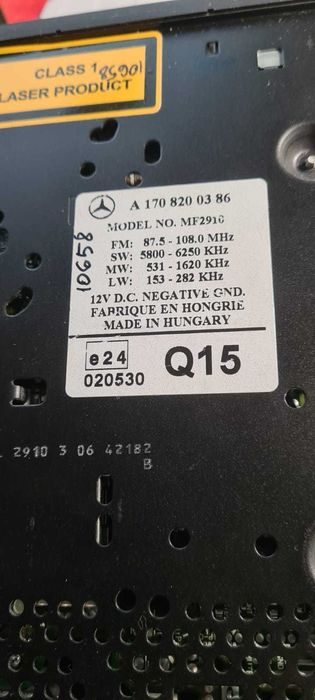 CLASS 1
86901
LASER PRODUCT
A 170 820 03 86
MODEL NO. MF2910
FM: 87.5 - 108.0 MHz
SW: 5800 - 6250 KHz
MW: 531 - 1620 KHz
LW: 153 - 282 KHz
12V D.C. NEGATIVE GND.
FABRIQUE EN HONGRIE
MADE IN HUNGARY
10658
e24
020530
Q15
2910 3 06 42182
B